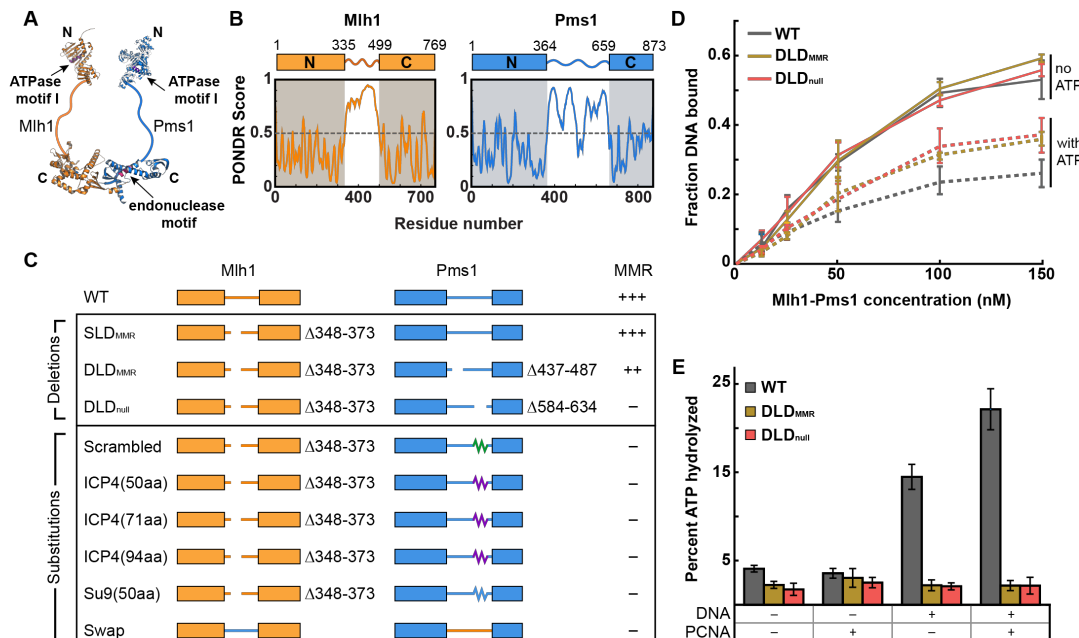 A
N
N
ATPase
motif I
ATPase
motif I
Mlh1
Pms1
C
C
endonuclease
motif
B
Mlh1
Pms1
1 335 499 769
1 364 659 873
N C
N C
PONDR Score
1
0.5
0
0 400 700
1
0.5
0
0 400 800
Residue number
C
Mlh1 Pms1 MMR
WT +++
Deletions
SLDMMR Δ348-373 +++
DLDMMR Δ348-373 Δ437-487 ++
DLDnull Δ348-373 Δ584-634 –
Substitutions
Scrambled Δ348-373 –
ICP4(50aa) Δ348-373 –
ICP4(71aa) Δ348-373 –
ICP4(94aa) Δ348-373 –
Su9(50aa) Δ348-373 –
Swap –
D
WT
DLDMMR
DLDnull
Fraction DNA bound
0.6
0.4
0.2
0
0 50 100 150
Mlh1-Pms1 concentration (nM)
no
ATP
with
ATP
E
WT
DLDMMR
DLDnull
Percent ATP hydrolyzed
25
15
5
DNA – – + +
PCNA – + – +